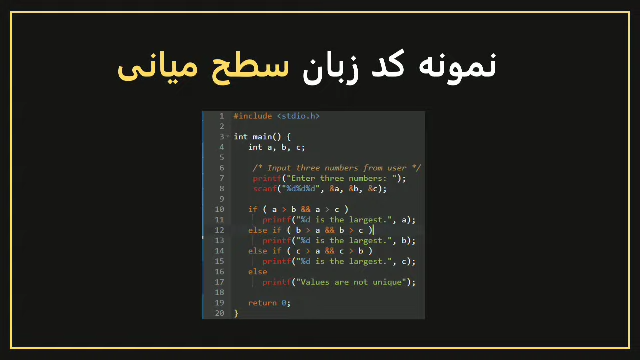 نمونه کد زبان سطح میانی
1 #include <stdio.h>
2
3 int main() {
4 int a, b, c;
5
6 /* Input three numbers from user */
7 printf("Enter three numbers: ");
8 scanf("%d%d%d", &a, &b, &c);
9
10 if ( a > b && a > c )
11 printf("%d is the largest.", a);
12 else if ( b > a && b > c )
13 printf("%d is the largest.", b);
14 else if ( c > a && c > b )
15 printf("%d is the largest.", c);
16 else
17 printf("Values are not unique");
18
19 return 0;
20 }